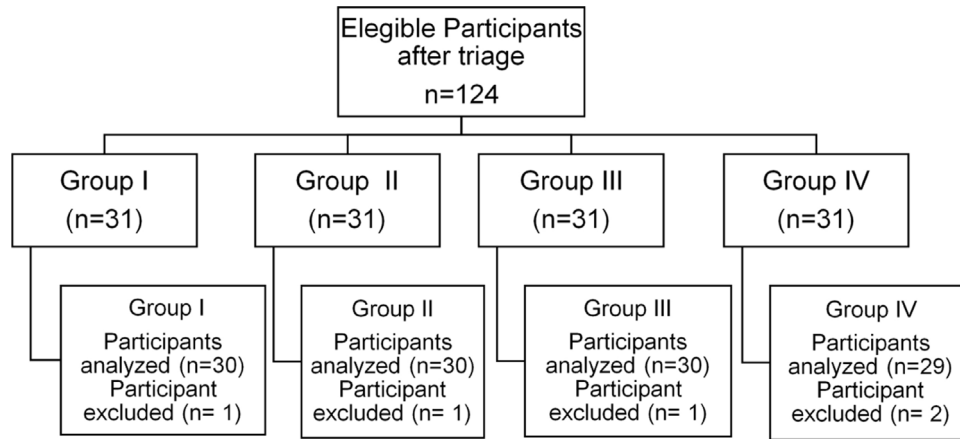 Elegible Participants
after triage
n=124
Group I
(n=31)
Group II
(n=31)
Group III
(n=31)
Group IV
(n=31)
Group I
Participants
analyzed (n=30)
Participant
excluded (n= 1)
Group II
Participants
analyzed (n=30)
Participant
excluded (n= 1)
Group III
Participants
analyzed (n=30)
Participant
excluded (n= 1)
Group IV
Participants
analyzed (n=29)
Participant
excluded (n= 2)